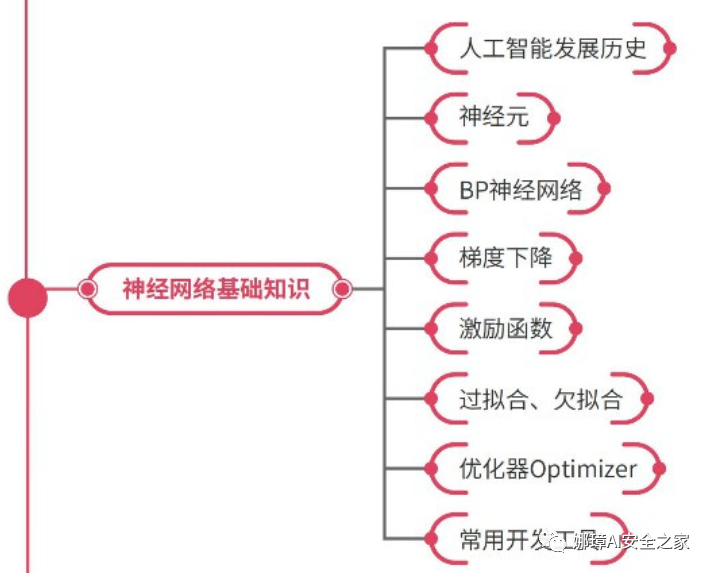 人工智能发展历史
神经元
BP神经网络
梯度下降
神经网络基础知识
激励函数
过拟合、欠拟合
优化器Optimizer
常用开发工具
娜璋AI安全之家